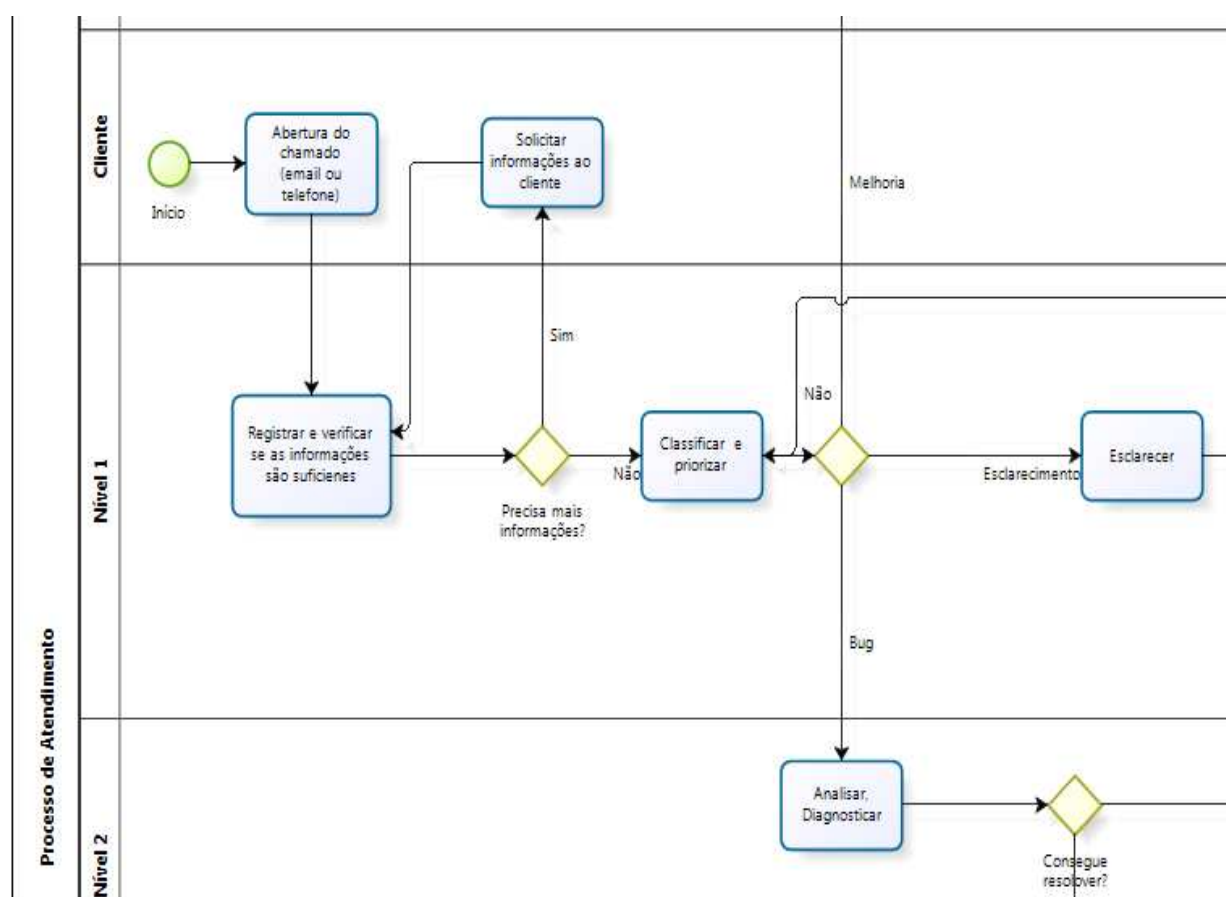 Processo de Atendimento
Cliente
Início
Abertura do
chamado
(email ou
telefone)
Solicitar
informações ao
cliente
Melhoria
Nível 1
Sim
Registrar e verificar
se as informações
são suficienes
Precisa mais
informações?
Não
Classificar e
priorizar
Não
Esclarecimento
Esclarecer
Bug
Nível 2
Analisar,
Diagnosticar
Consegue
resolover?